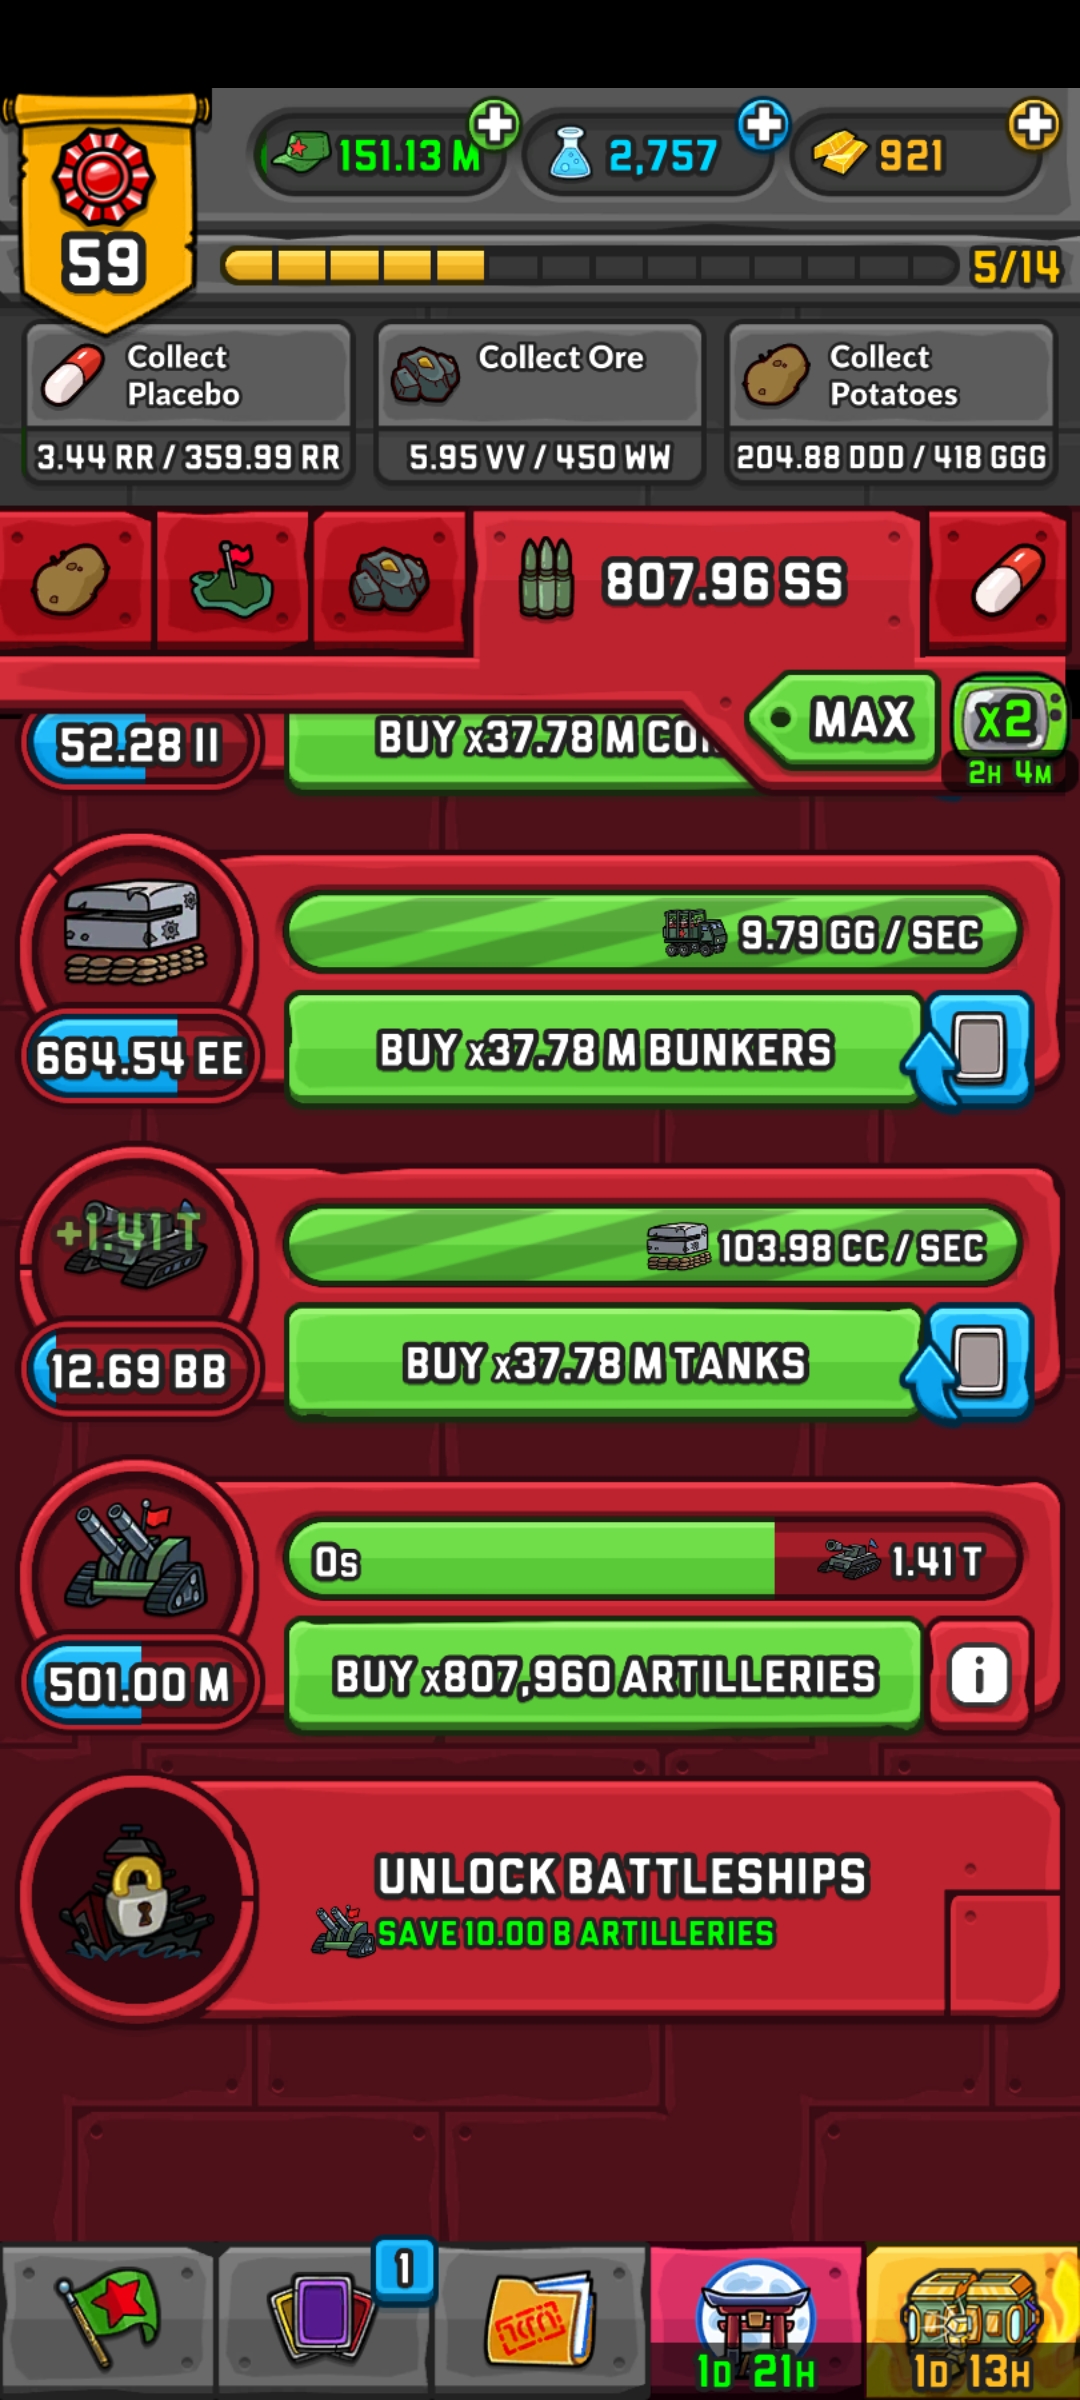 151.13 M
2,757
921
59
5/14
Collect
Placebo
3.44 RR / 359.99 RR
Collect Ore
5.95 VV / 450 WW
Collect
Potatoes
204.88 DDD / 418 GGG
807.96 SS
MAX
x2
2H 4M
52.28 II
BUY x37.78 M
9.79 GG / SEC
664.54 EE
BUY x37.78 M BUNKERS
+1.41 T
103.98 CC / SEC
12.69 BB
BUY x37.78 M TANKS
0s
1.41 T
501.00 M
BUY x807,960 ARTILLERIES
i
UNLOCK BATTLESHIPS
SAVE 10.00 B ARTILLERIES
1
1D 21H
1D 13H